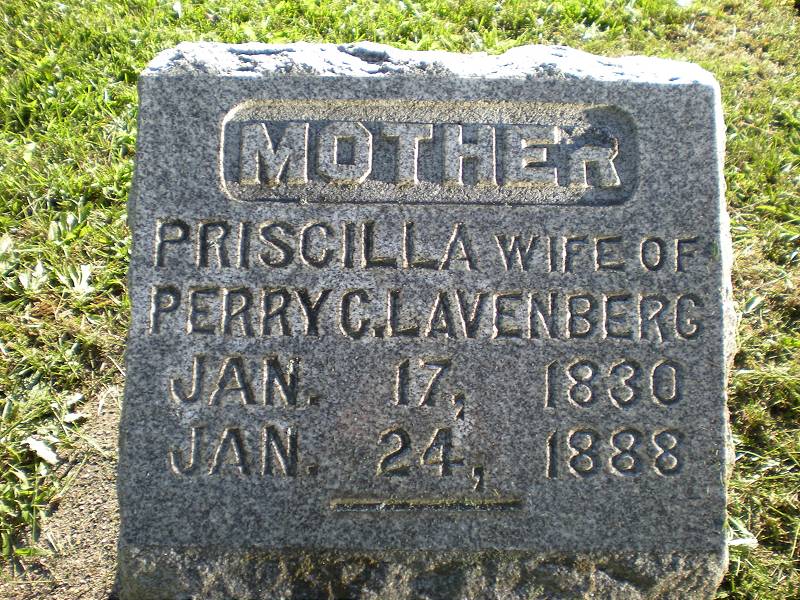 MOTHER
PRISCILLA WIFE OF
PERRY C. LAVENBERG
JAN. 17, 1830
JAN. 24, 1888